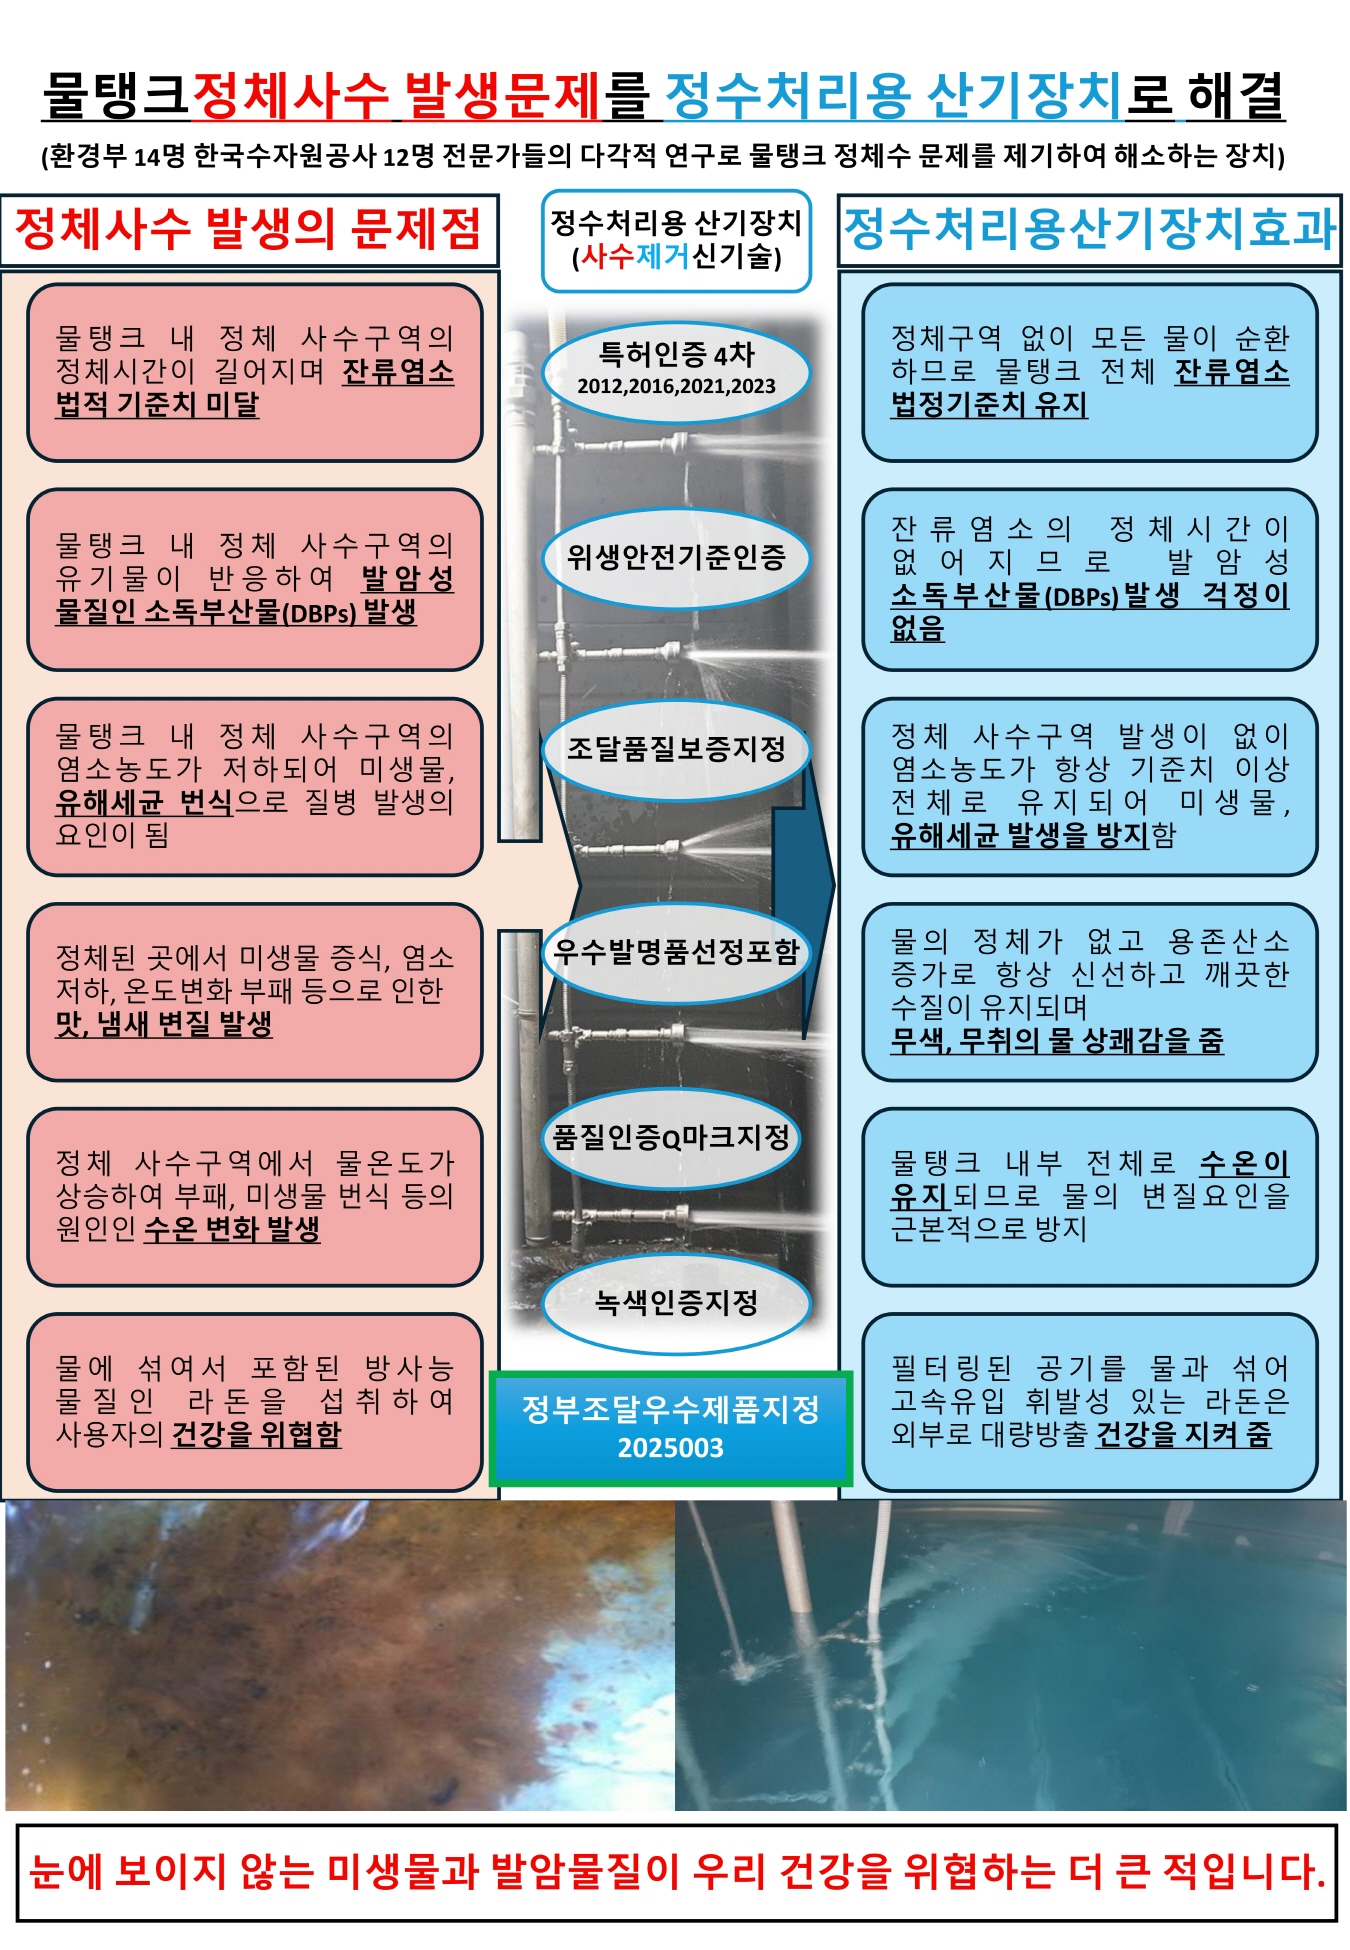 물탱크정체사수 발생문제를 정수처리용 산기장치로 해결
(환경부 14명 한국수자원공사 12명 전문가들의 다각적 연구로 물탱크 정체수 문제를 제기하여 해소하는 장치)
정체사수 발생의 문제점
물탱크 내 정체 사수구역의
정체시간이 길어지며 잔류염소
법적 기준치 미달
물탱크 내 정체 사수구역의
유기물이 반응하여 발암성
물질인 소독부산물(DBPs) 발생
물탱크 내 정체 사수구역의
염소농도가 저하되어 미생물,
유해세균 번식으로 질병 발생의
요인이 됨
정체된 곳에서 미생물 증식, 염소
저하, 온도변화 부패 등으로 인한
맛, 냄새 변질 발생
정체 사수구역에서 물온도가
상승하여 부패, 미생물 번식 등의
원인인 수온 변화 발생
물에 섞여서 포함된 방사능
물질인 라돈을 섭취하여
사용자의 건강을 위협함
정수처리용 산기장치
(사수제거신기술)
특허인증 4차
2012,2016,2021,2023
위생안전기준인증
조달품질보증지정
우수발명품선정포함
품질인증Q마크지정
녹색인증지정
정부조달우수제품지정
2025003
정수처리용산기장치효과
정체구역 없이 모든 물이 순환
하므로 물탱크 전체 잔류염소
법정기준치 유지
잔류염소의 정체시간이
없어지므로 발암성
소독부산물(DBPs)발생 걱정이
없음
정체 사수구역 발생이 없이
염소농도가 항상 기준치 이상
전체로 유지되어 미생물,
유해세균 발생을 방지함
물의 정체가 없고 용존산소
증가로 항상 신선하고 깨끗한
수질이 유지되며
무색, 무취의 물 상쾌감을 줌
물탱크 내부 전체로 수온이
유지되므로 물의 변질요인을
근본적으로 방지
필터링된 공기를 물과 섞어
고속유입 휘발성 있는 라돈은
외부로 대량방출 건강을 지켜 줌
눈에 보이지 않는 미생물과 발암물질이 우리 건강을 위협하는 더 큰 적입니다.